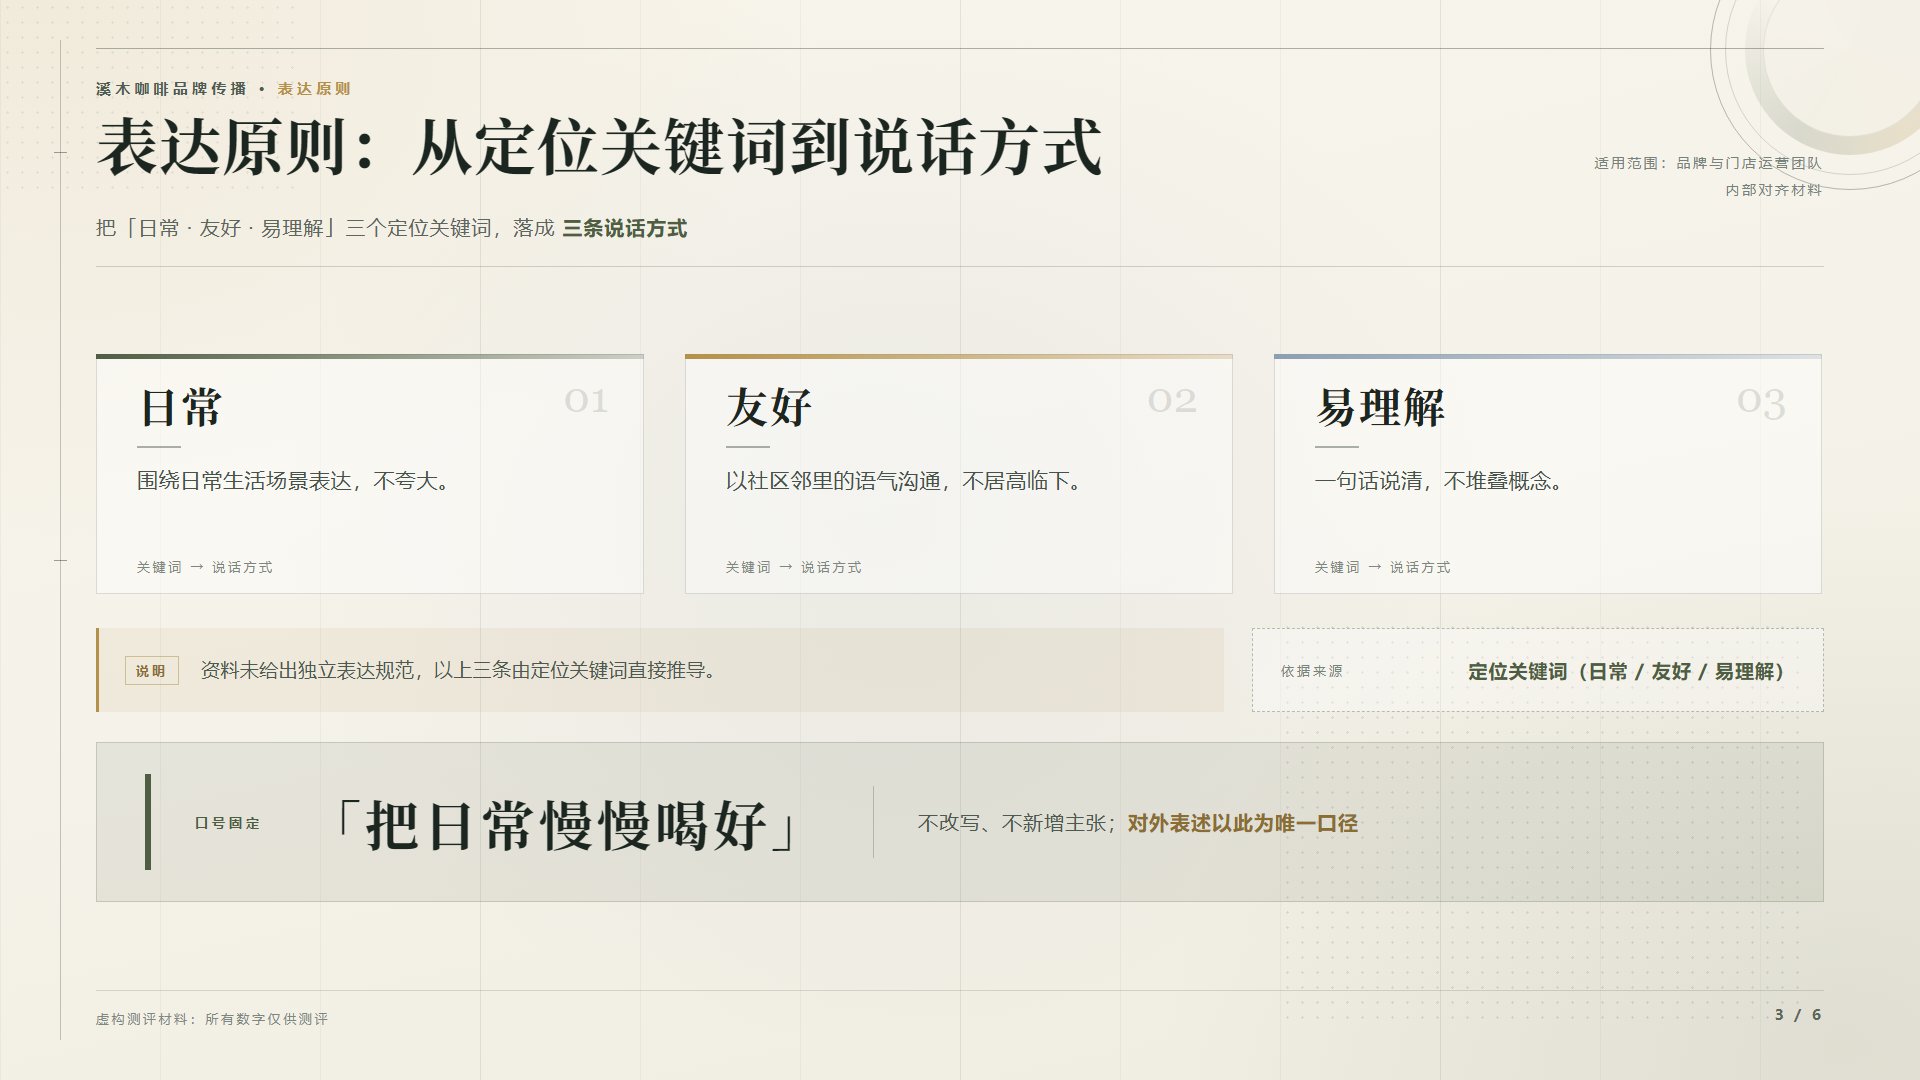 溪木咖啡品牌传播 • 表达原则
表达原则：从定位关键词到说话方式
适用范围：品牌与门店运营团队
内部对齐材料
把「日常 · 友好 · 易理解」三个定位关键词，落成 三条说话方式
日常
01
围绕日常生活场景表达，不夸大。
关键词 → 说话方式
友好
02
以社区邻里的语气沟通，不居高临下。
关键词 → 说话方式
易理解
03
一句话说清，不堆叠概念。
关键词 → 说话方式
说明
资料未给出独立表达规范，以上三条由定位关键词直接推导。
依据来源
定位关键词（日常 / 友好 / 易理解）
口号固定
「把日常慢慢喝好」
不改写、不新增主张；对外表述以此为唯一口径
虚构测评材料：所有数字仅供测评
3 / 6